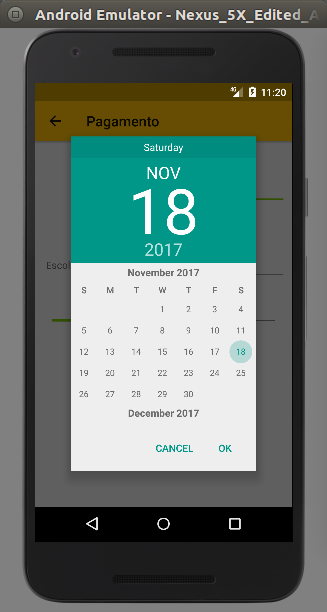 Android Emulator - Nexus_5X_Edited_A
4G 11:20
Pagamento
Saturday
NOV
18
2017
Escol
November 2017
S M T W T F S
1 2 3 4
5 6 7 8 9 10 11
12 13 14 15 16 17 18
19 20 21 22 23 24 25
26 27 28 29 30
December 2017
CANCEL OK